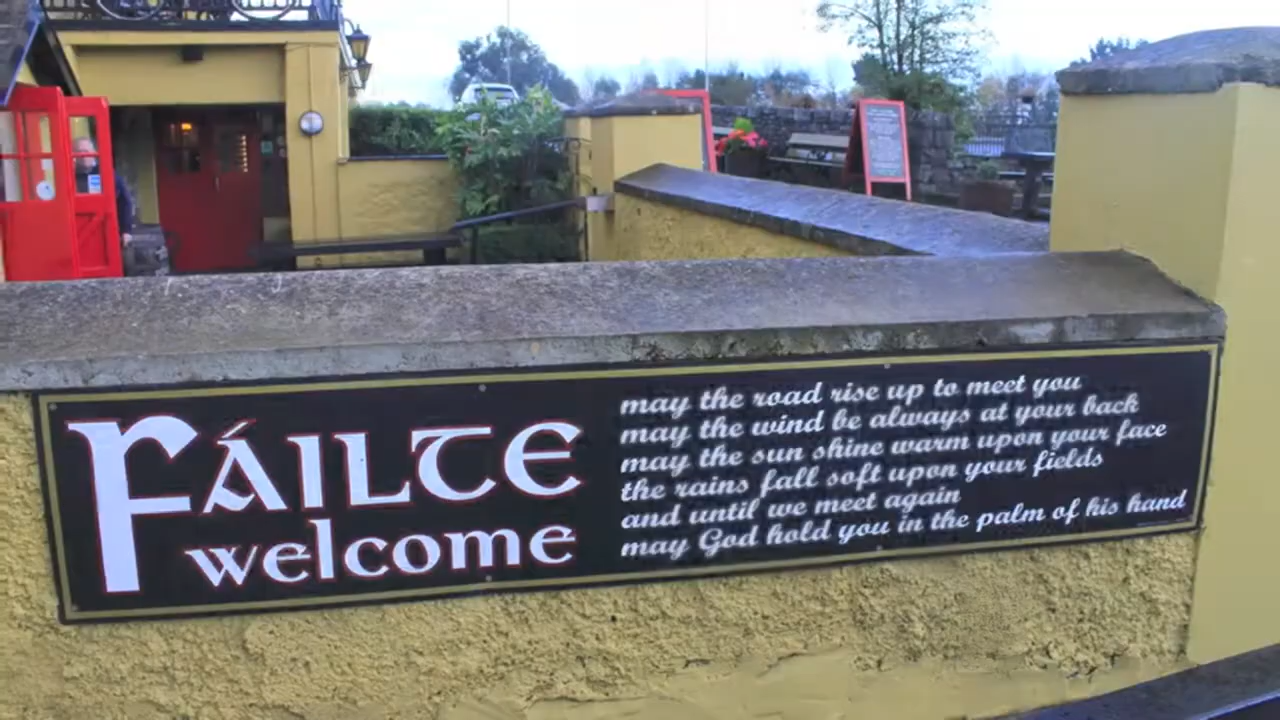 FÁILTE
welcome
may the road rise up to meet you
may the wind be always at your back
may the sun shine warm upon your face
the rains fall soft upon your fields
and until we meet again
may God hold you in the palm of his hand